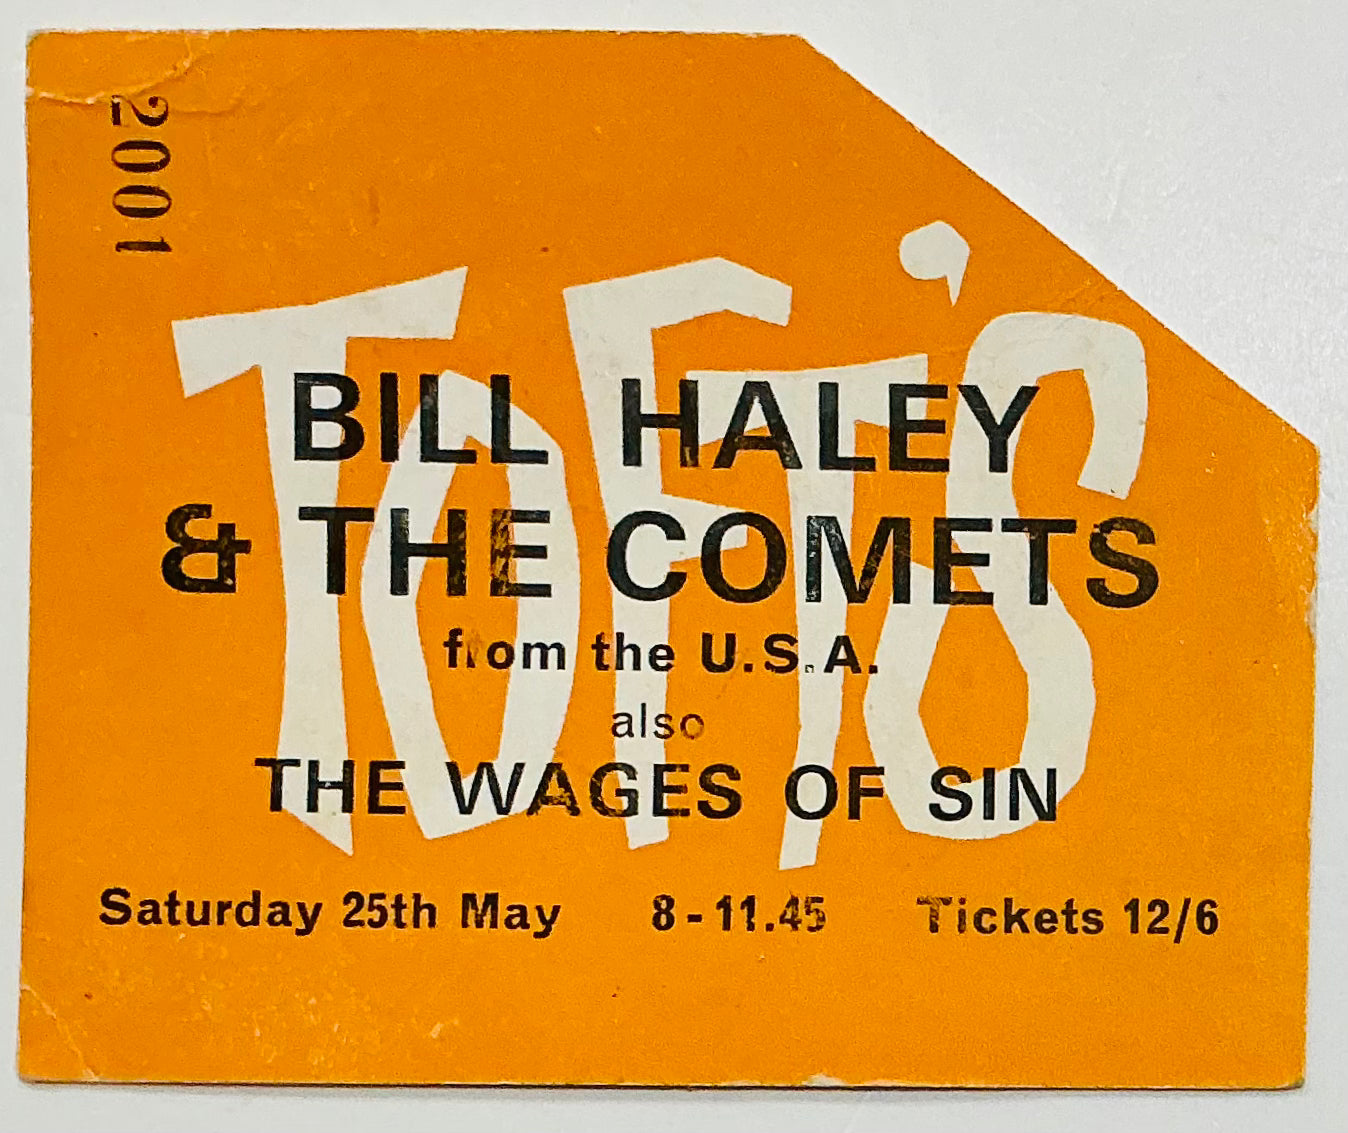 2001
TOFT'S
BILL HALEY
& THE COMETS
from the U.S.A.
also
THE WAGES OF SIN
Saturday 25th May 8-11.45 Tickets 12/6